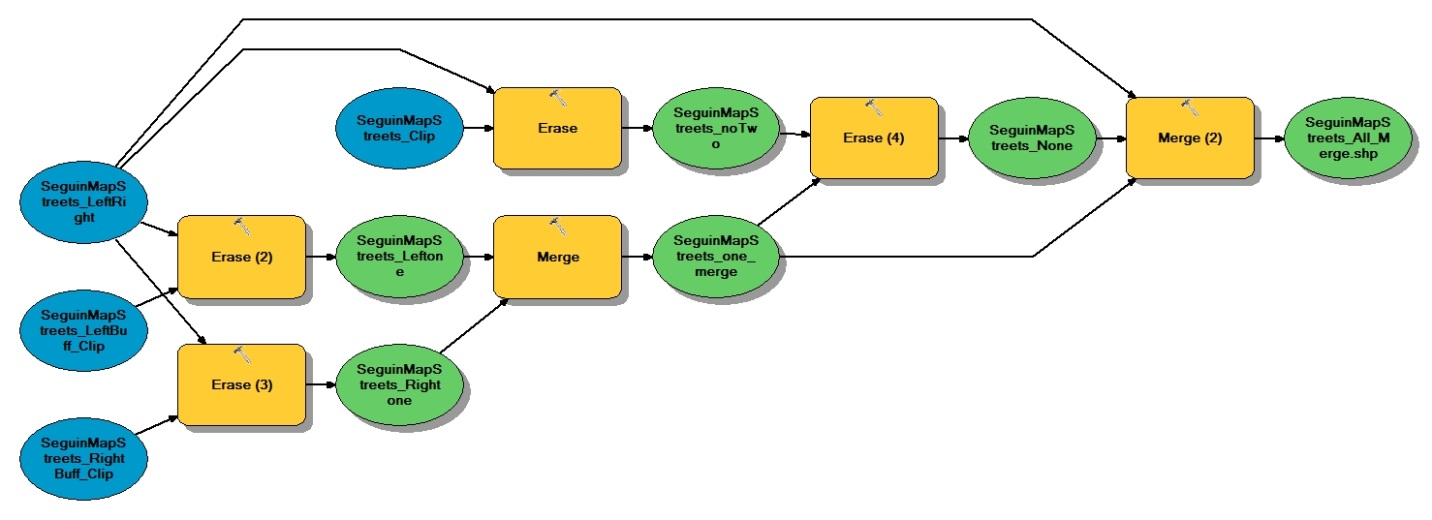 SeguinMapS
treets_Clip
Erase
SeguinMapS
treets_noTw
o
Erase (4)
SeguinMapS
treets_None
Merge (2)
SeguinMapS
treets_All_M
erge.shp
SeguinMapS
treets_LeftRi
ght
Erase (2)
SeguinMapS
treets_Lefton
e
Merge
SeguinMapS
treets_one_
merge
SeguinMapS
treets_LeftBu
ff_Clip
Erase (3)
SeguinMapS
treets_Right
one
SeguinMapS
treets_Right
Buff_Clip